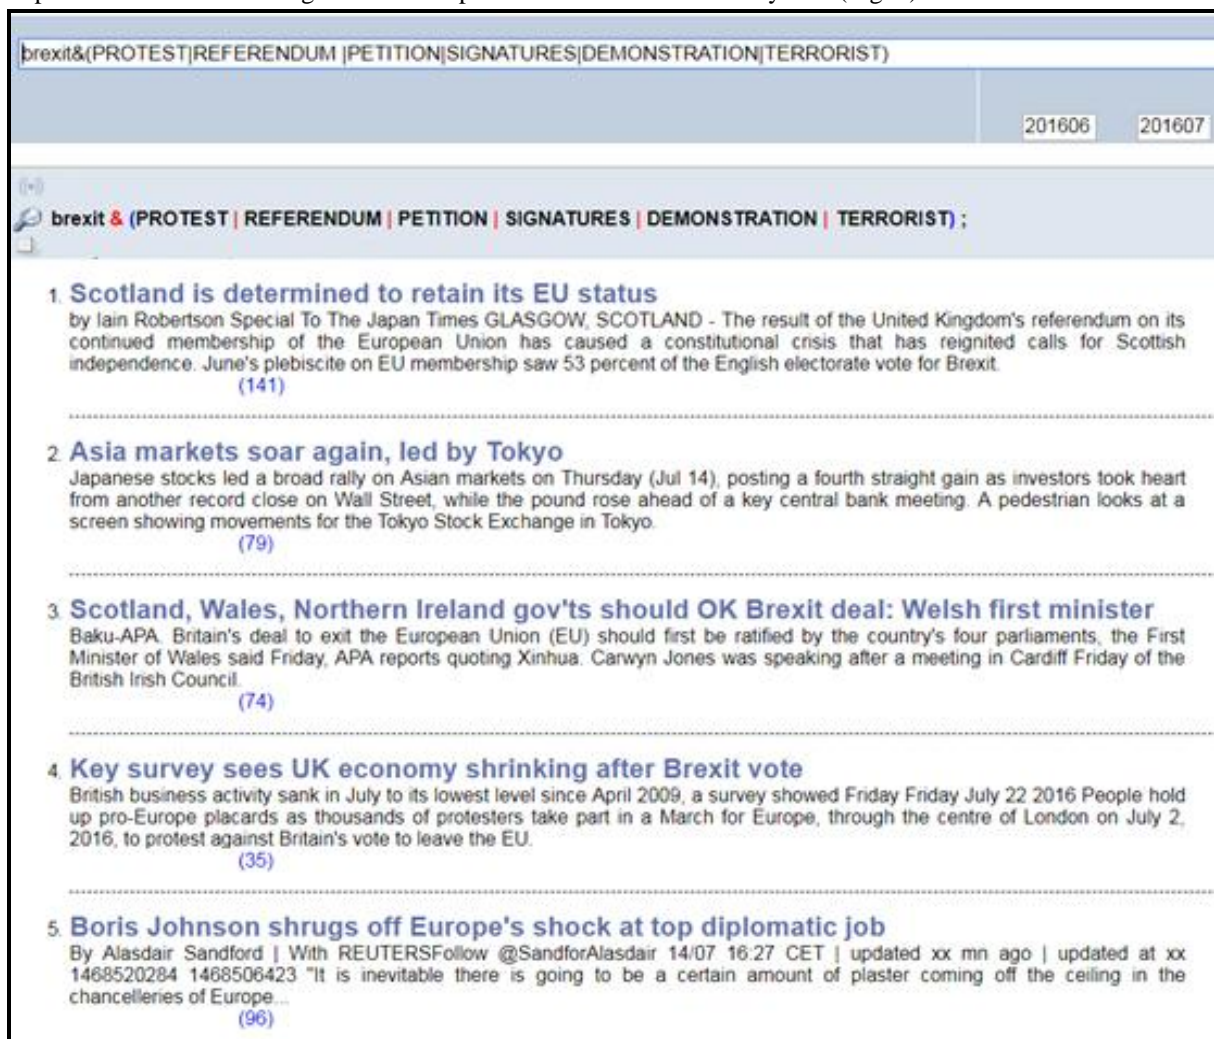 brexit&(PROTEST|REFERENDUM |PETITION|SIGNATURES|DEMONSTRATION|TERRORIST)
201606 201607
brexit & (PROTEST | REFERENDUM | PETITION | SIGNATURES | DEMONSTRATION | TERRORIST) ;
1. Scotland is determined to retain its EU status
by Iain Robertson Special To The Japan Times GLASGOW, SCOTLAND - The result of the United Kingdom's referendum on its
continued membership of the European Union has caused a constitutional crisis that has reignited calls for Scottish
independence. June's plebiscite on EU membership saw 53 percent of the English electorate vote for Brexit.
(141)
2. Asia markets soar again, led by Tokyo
Japanese stocks led a broad rally on Asian markets on Thursday (Jul 14), posting a fourth straight gain as investors took heart
from another record close on Wall Street, while the pound rose ahead of a key central bank meeting. A pedestrian looks at a
screen showing movements for the Tokyo Stock Exchange in Tokyo.
(79)
3. Scotland, Wales, Northern Ireland gov'ts should OK Brexit deal: Welsh first minister
Baku-APA. Britain's deal to exit the European Union (EU) should first be ratified by the country's four parliaments, the First
Minister of Wales said Friday, APA reports quoting Xinhua. Carwyn Jones was speaking after a meeting in Cardiff Friday of the
British Irish Council.
(74)
4. Key survey sees UK economy shrinking after Brexit vote
British business activity sank in July to its lowest level since April 2009, a survey showed Friday Friday July 22 2016 People hold
up pro-Europe placards as thousands of protesters take part in a March for Europe, through the centre of London on July 2,
2016, to protest against Britain's vote to leave the EU.
(35)
5. Boris Johnson shrugs off Europe's shock at top diplomatic job
By Alasdair Sandford | With REUTERSFollow @SandforAlasdair 14/07 16:27 CET | updated xx mn ago | updated at xx
1468520284 1468506423 "It is inevitable there is going to be a certain amount of plaster coming off the ceiling in the
chancelleries of Europe...
(96)